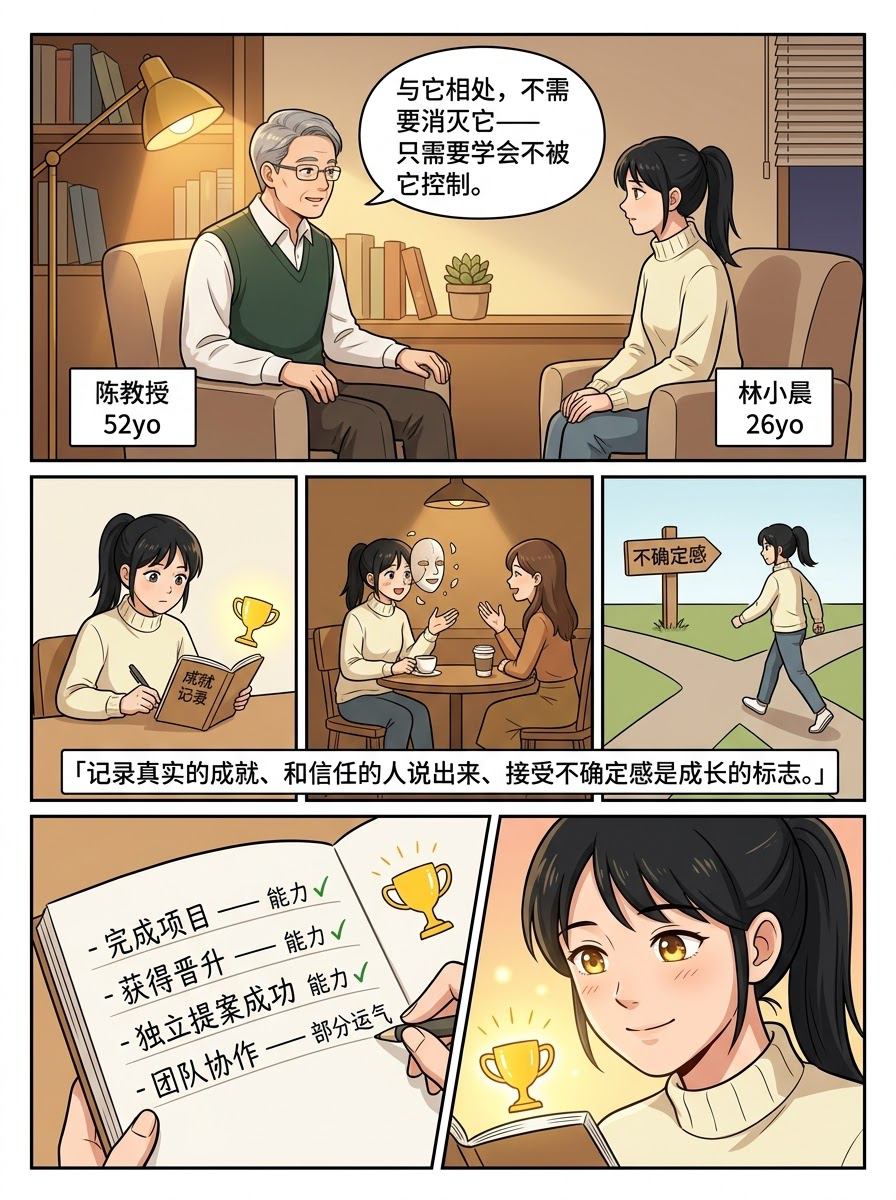 与它相处，不需
要消灭它——
只需要学会不被
它控制。
陈教授
52yo
林小晨
26yo
成就
记录
不确定感
「记录真实的成就、和信任的人说出来、接受不确定感是成长的标志。」
- 完成项目 —— 能力 ✓
- 获得晋升 —— 能力 ✓
- 独立提案成功 能力 ✓
- 团队协作 —— 部分运气